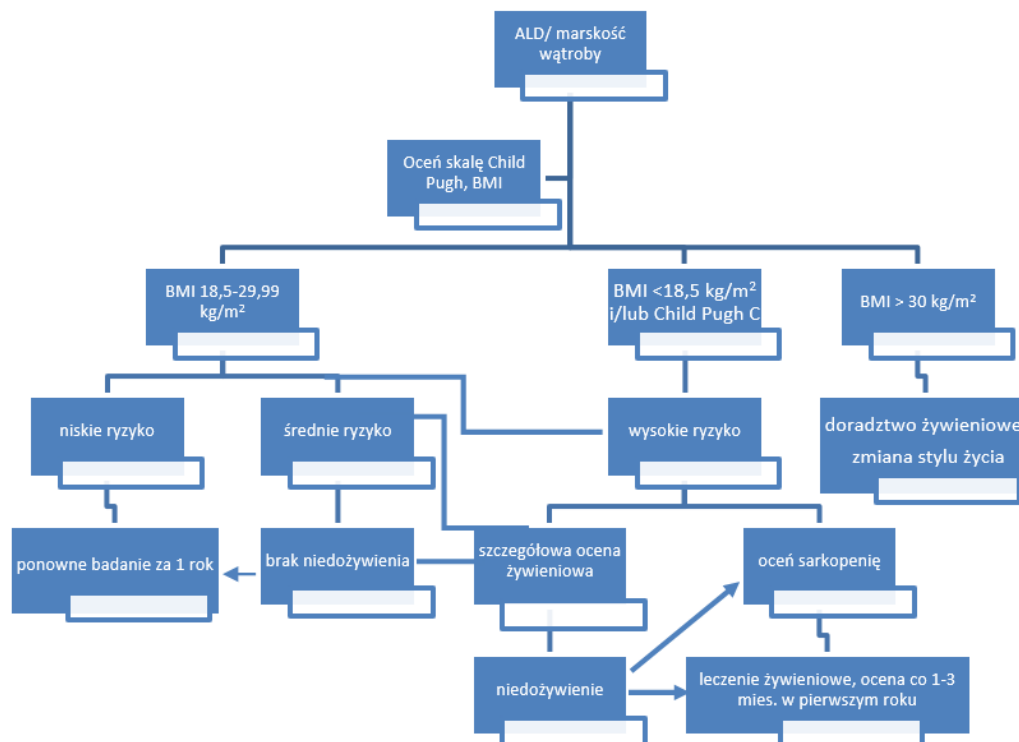 ALD/ marskość
wątroby
Oceń skalę Child
Pugh, BMI
BMI 18,5-29,99
kg/m²
BMI <18,5 kg/m²
i/lub Child Pugh C
BMI > 30 kg/m²
niskie ryzyko
średnie ryzyko
wysokie ryzyko
doradztwo żywieniowe
zmiana stylu życia
ponowne badanie za 1 rok
brak niedożywienia
szczegółowa ocena
żywieniowa
oceń sarkopenię
niedożywienie
leczenie żywieniowe, ocena co 1-3
mies. w pierwszym roku